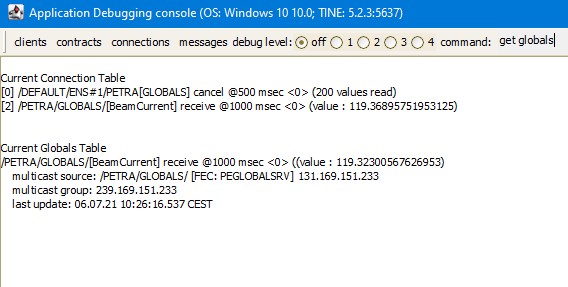 Application Debugging console (OS: Windows 10 10.0; TINE: 5.2.3:5637)
clients contracts connections messages debug level: off 1 2 3 4 command: get globals
Current Connection Table
[0] /DEFAULT/ENS#1/PETRA[GLOBALS] cancel @500 msec <0> (200 values read)
[2] /PETRA/GLOBALS/[BeamCurrent] receive @1000 msec <0> (value : 119.36895751953125)
Current Globals Table
/PETRA/GLOBALS/[BeamCurrent] receive @1000 msec <0> ((value : 119.32300567626953)
multicast source: /PETRA/GLOBALS/ [FEC: PEGLOBALSRV] 131.169.151.233
multicast group: 239.169.151.233
last update: 06.07.21 10:26:16.537 CEST